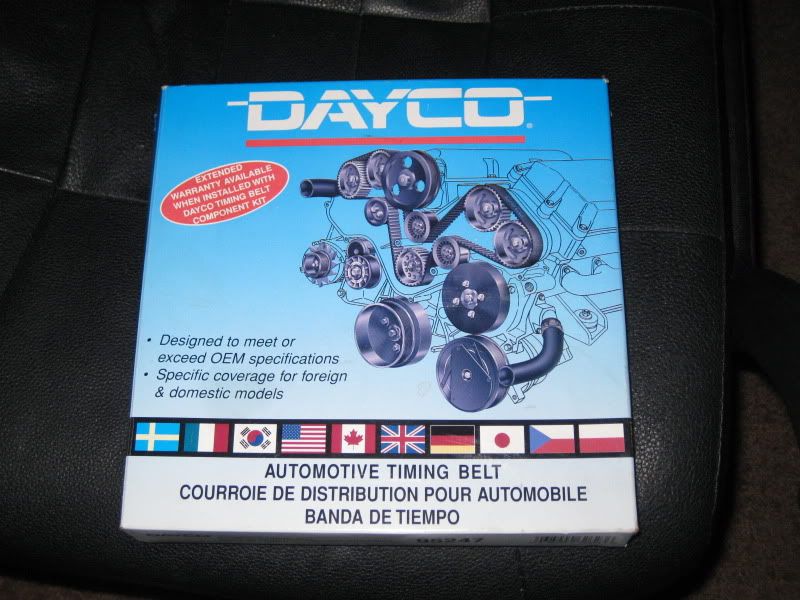 DAYCO®
EXTENDED
WARRANTY AVAILABLE
WHEN INSTALLED WITH
DAYCO TIMING BELT
COMPONENT KIT
• Designed to meet or
exceed OEM specifications
• Specific coverage for foreign
& domestic models
AUTOMOTIVE TIMING BELT
COURROIE DE DISTRIBUTION POUR AUTOMOBILE
BANDA DE TIEMPO
95247